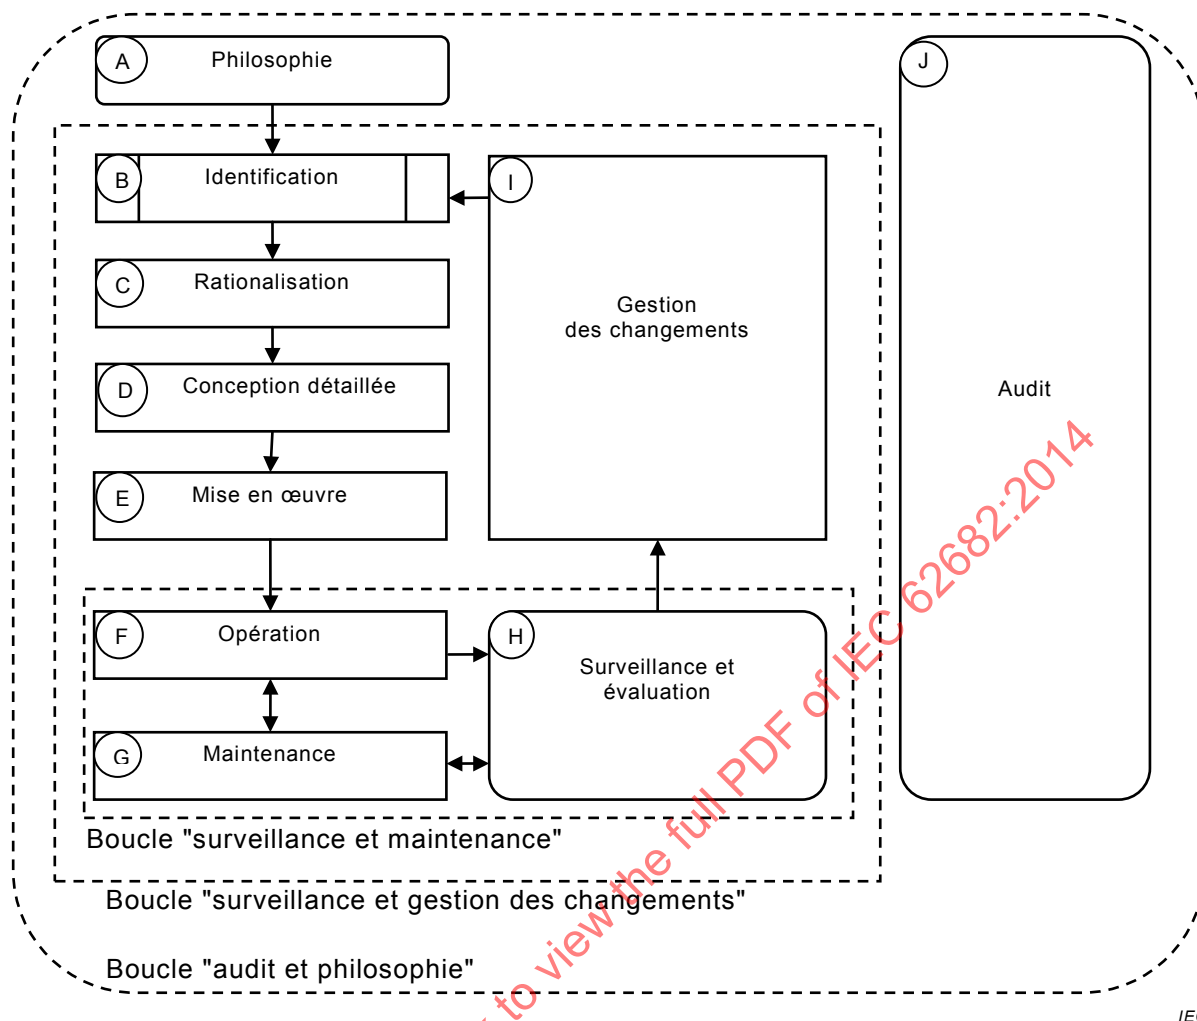 A
Philosophie
J
B
Identification
I
C
Rationalisation
Gestion
des changements
D
Conception détaillée
Audit
E
Mise en œuvre
F
Opération
H
Surveillance et
évaluation
G
Maintenance
Boucle "surveillance et maintenance"
Boucle "surveillance et gestion des changements"
Boucle "audit et philosophie"
to view the full PDF of IEC 62682:2014